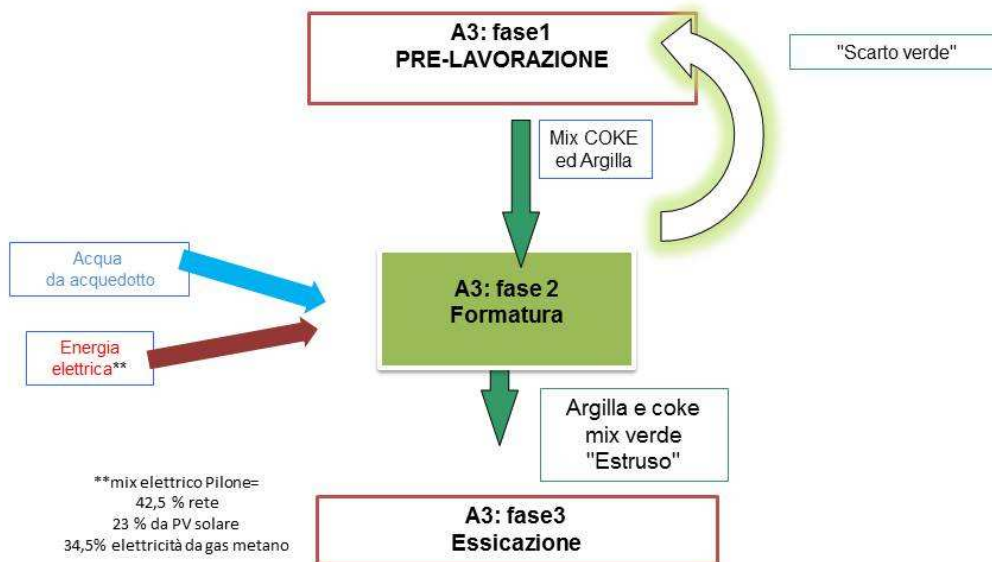 A3: fase1
PRE-LAVORAZIONE
"Scarto verde"
Mix COKE
ed Argilla
Acqua
da acquedotto
A3: fase 2
Formatura
Energia
elettrica**
Argilla e coke
mix verde
"Estruso"
**mix elettrico Pilone=
42,5 % rete
23 % da PV solare
34,5% elettricità da gas metano
A3: fase3
Essicazione